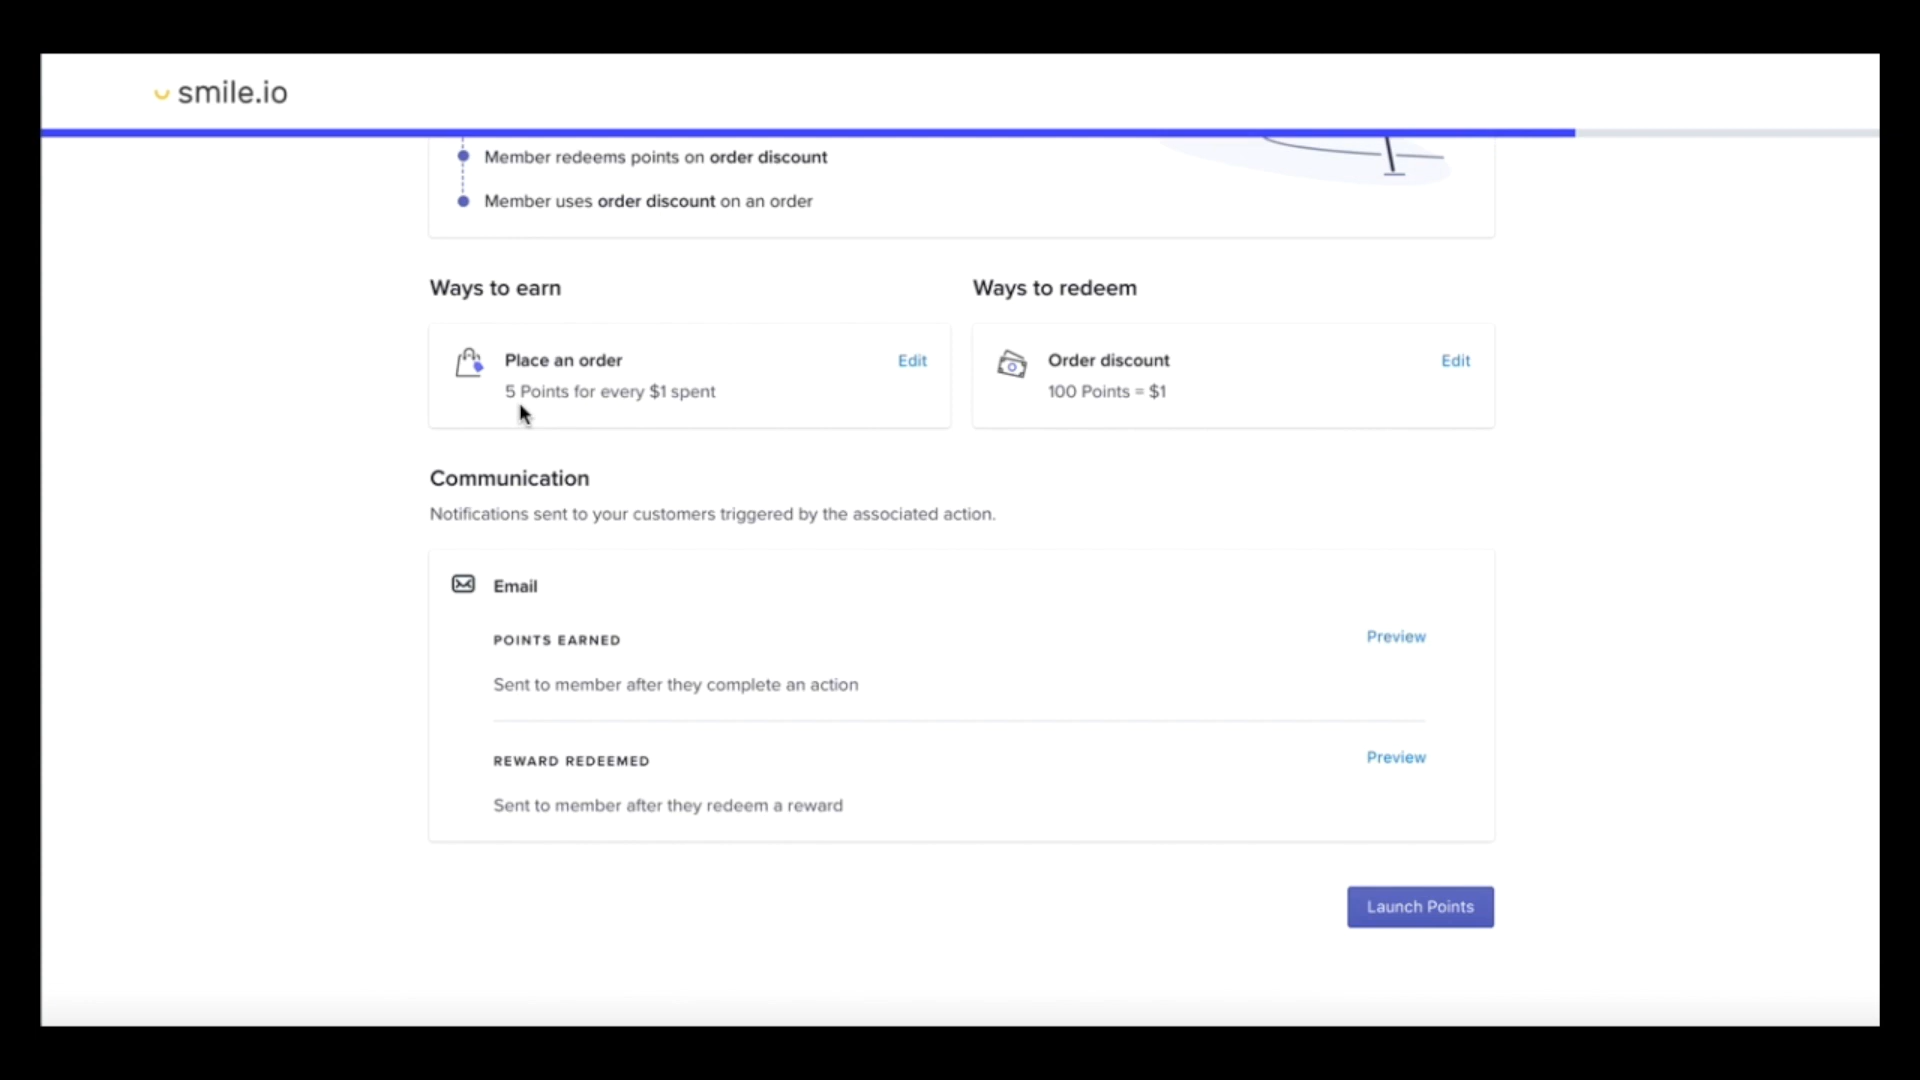 smile.io
Member redeems points on order discount
Member uses order discount on an order
Ways to earn
Ways to redeem
Place an order
Edit
5 Points for every $1 spent
Order discount
Edit
100 Points = $1
Communication
Notifications sent to your customers triggered by the associated action.
Email
POINTS EARNED
Preview
Sent to member after they complete an action
REWARD REDEEMED
Preview
Sent to member after they redeem a reward
Launch Points